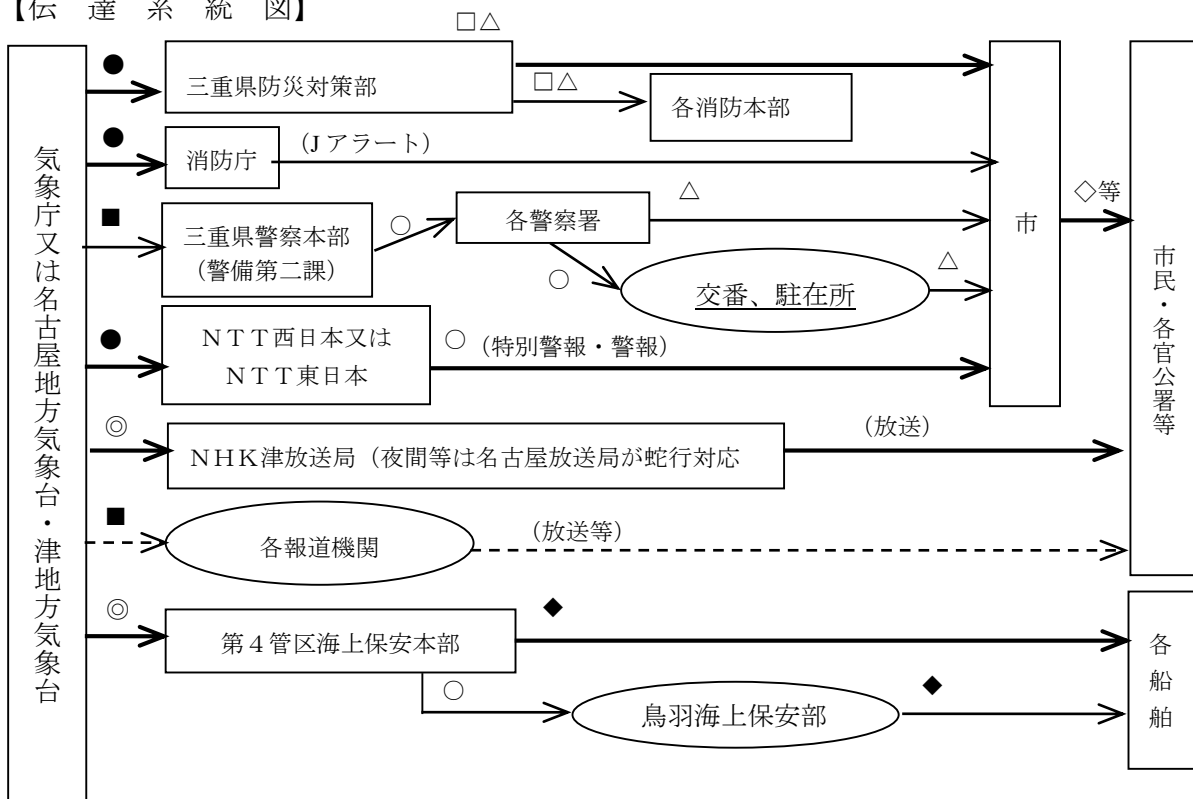 【伝　達　系　統　図】
□△
●
三重県防災対策部
□△
各消防本部
●
消防庁
（Jアラート）
気象庁又は名古屋地方気象台・津地方気象台
■
三重県警察本部
（警備第二課）
○
各警察署
△
○
交番、駐在所
△
市
◇等
市民・各官公署等
●
ＮＴＴ西日本又は
ＮＴＴ東日本
○（特別警報・警報）
◎
ＮＨＫ津放送局（夜間等は名古屋放送局が蛇行対応
（放送）
■
各報道機関
（放送等）
◎
第４管区海上保安本部
◆
○
鳥羽海上保安部
◆
各船舶